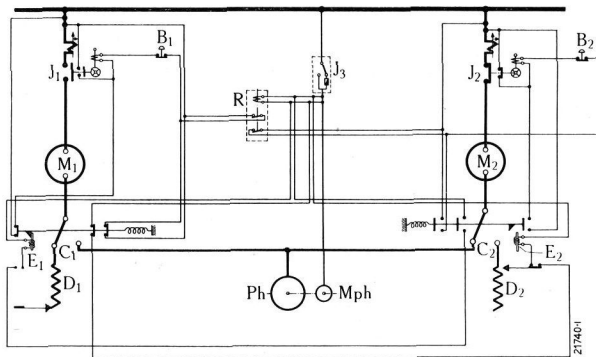 B₁
B₂
J₁
J₃
J₂
R
M₁
M₂
E₁
C₁
C₂
E₂
D₁
Ph
Mph
D₂
21740-I